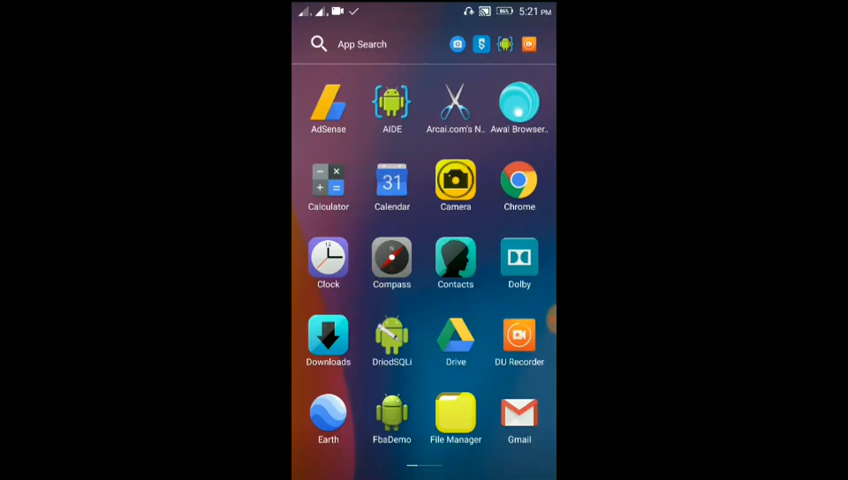 5:21 PM
App Search
AdSense
AIDE
Arcai.com's N..
Awal Browser..
Calculator
31
Calendar
Camera
Chrome
12
Clock
N
Compass
Contacts
Dolby
Downloads
DriodSQLi
Drive
DU Recorder
Earth
FbaDemo
File Manager
Gmail